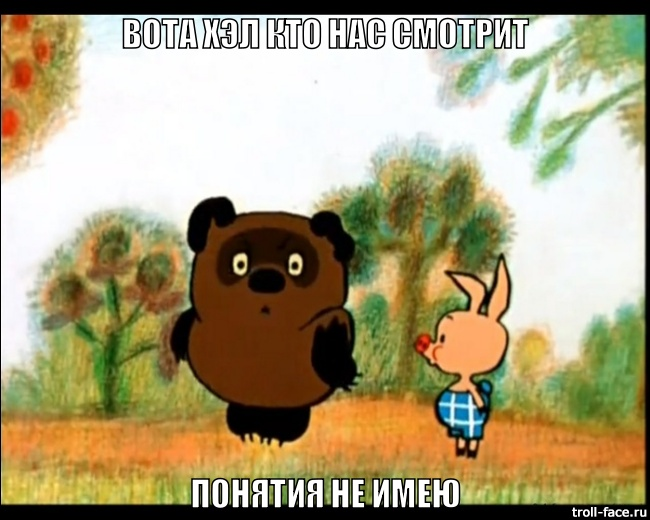 ВОТА ХЭЛ КТО НАС СМОТРИТ
ПОНЯТИЯ НЕ ИМЕЮ
troll-face.ru